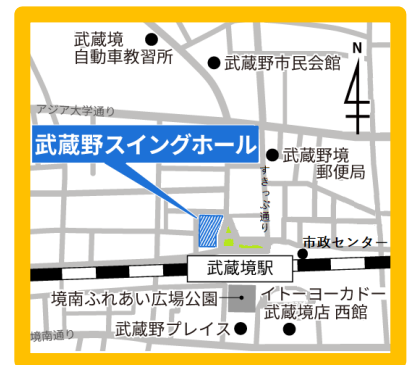 武蔵境
自動車教習所
武蔵野市民会館
N
アジア大学通り
武蔵野スイングホール
武蔵野境
郵便局
すきっぷ通り
市政センター
武蔵境駅
境南ふれあい広場公園
イトーヨーカドー
武蔵境店 西館
境南通り
武蔵野プレイス